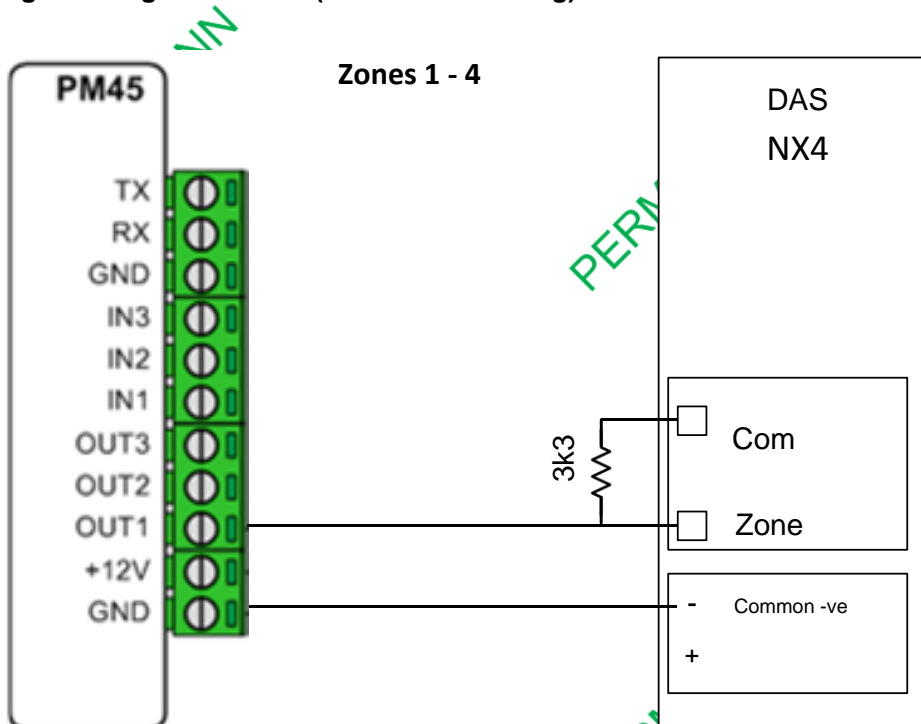 Zones 1 - 4
PM45
DAS
NX4
TX
RX
GND
IN3
IN2
IN1
OUT3
OUT2
OUT1
+12V
GND
3k3
Com
Zone
- Common -ve
+